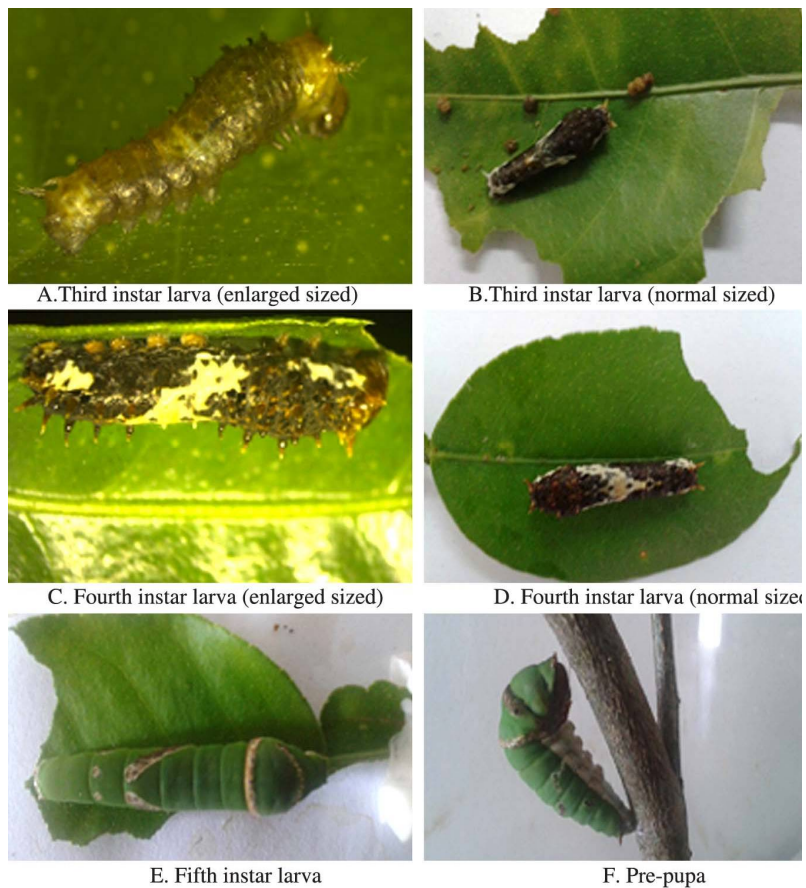 A.Third instar larva (enlarged sized)
B.Third instar larva (normal sized)
C. Fourth instar larva (enlarged sized)
D. Fourth instar larva (normal size
E. Fifth instar larva
F. Pre-pupa